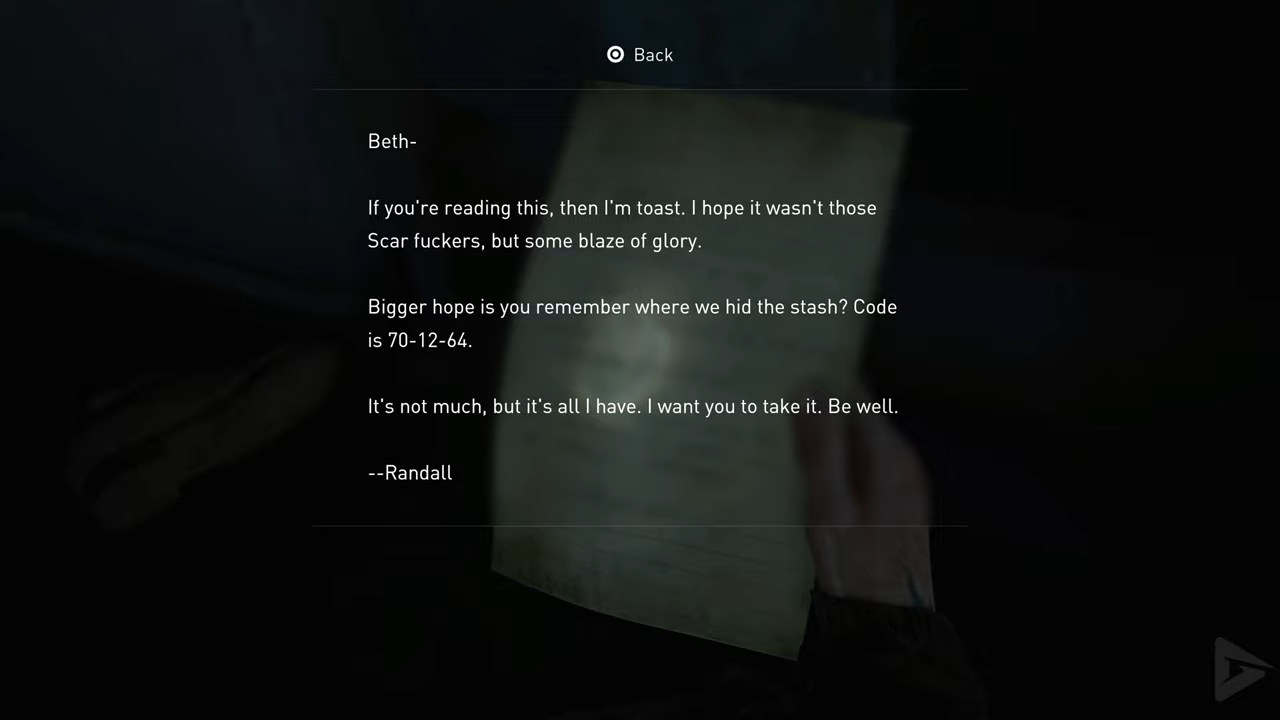 Back
Beth-
If you're reading this, then I'm toast. I hope it wasn't those
Scar fuckers, but some blaze of glory.
Bigger hope is you remember where we hid the stash? Code
is 70-12-64.
It's not much, but it's all I have. I want you to take it. Be well.
--Randall